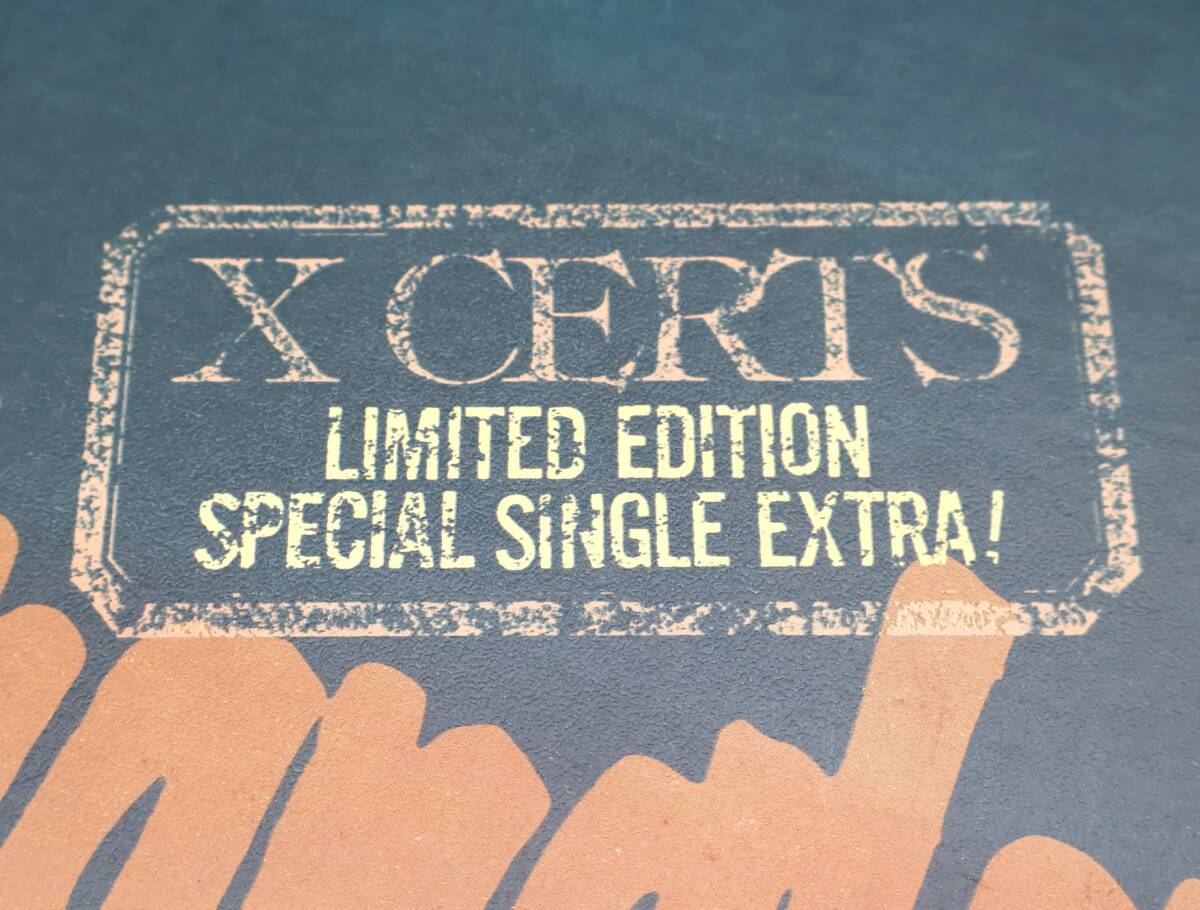 X CERTS
LIMITED EDITION
SPECIAL SINGLE EXTRA!